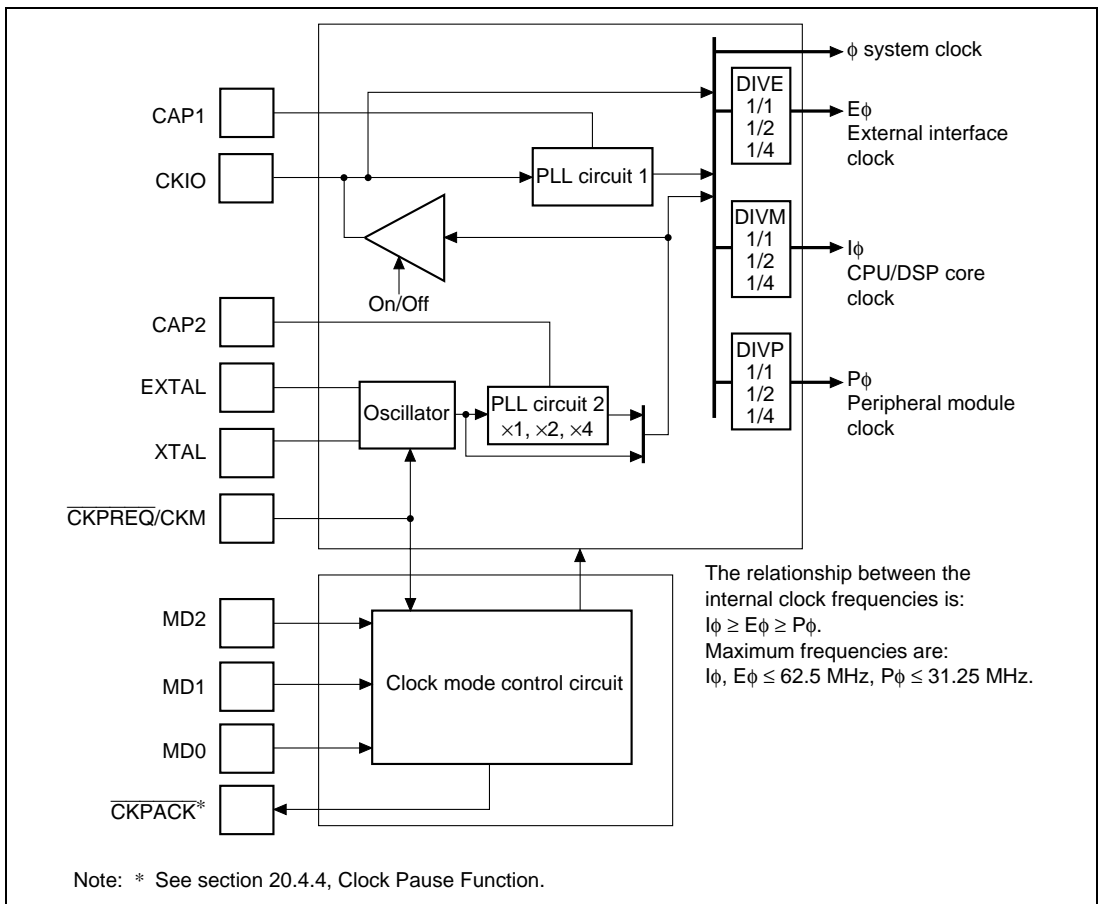 φ system clock
CAP1
DIVE
1/1
1/2
1/4
Eφ
External interface
clock
CKIO
PLL circuit 1
DIVM
1/1
1/2
1/4
Iφ
CPU/DSP core
clock
On/Off
CAP2
EXTAL
Oscillator
PLL circuit 2
×1, ×2, ×4
DIVP
1/1
1/2
1/4
Pφ
Peripheral module
clock
XTAL
CKPREQ/CKM
The relationship between the
internal clock frequencies is:
Iφ ≥ Eφ ≥ Pφ.
Maximum frequencies are:
Iφ, Eφ ≤ 62.5 MHz, Pφ ≤ 31.25 MHz.
MD2
MD1
Clock mode control circuit
MD0
CKPACK*
Note: * See section 20.4.4, Clock Pause Function.